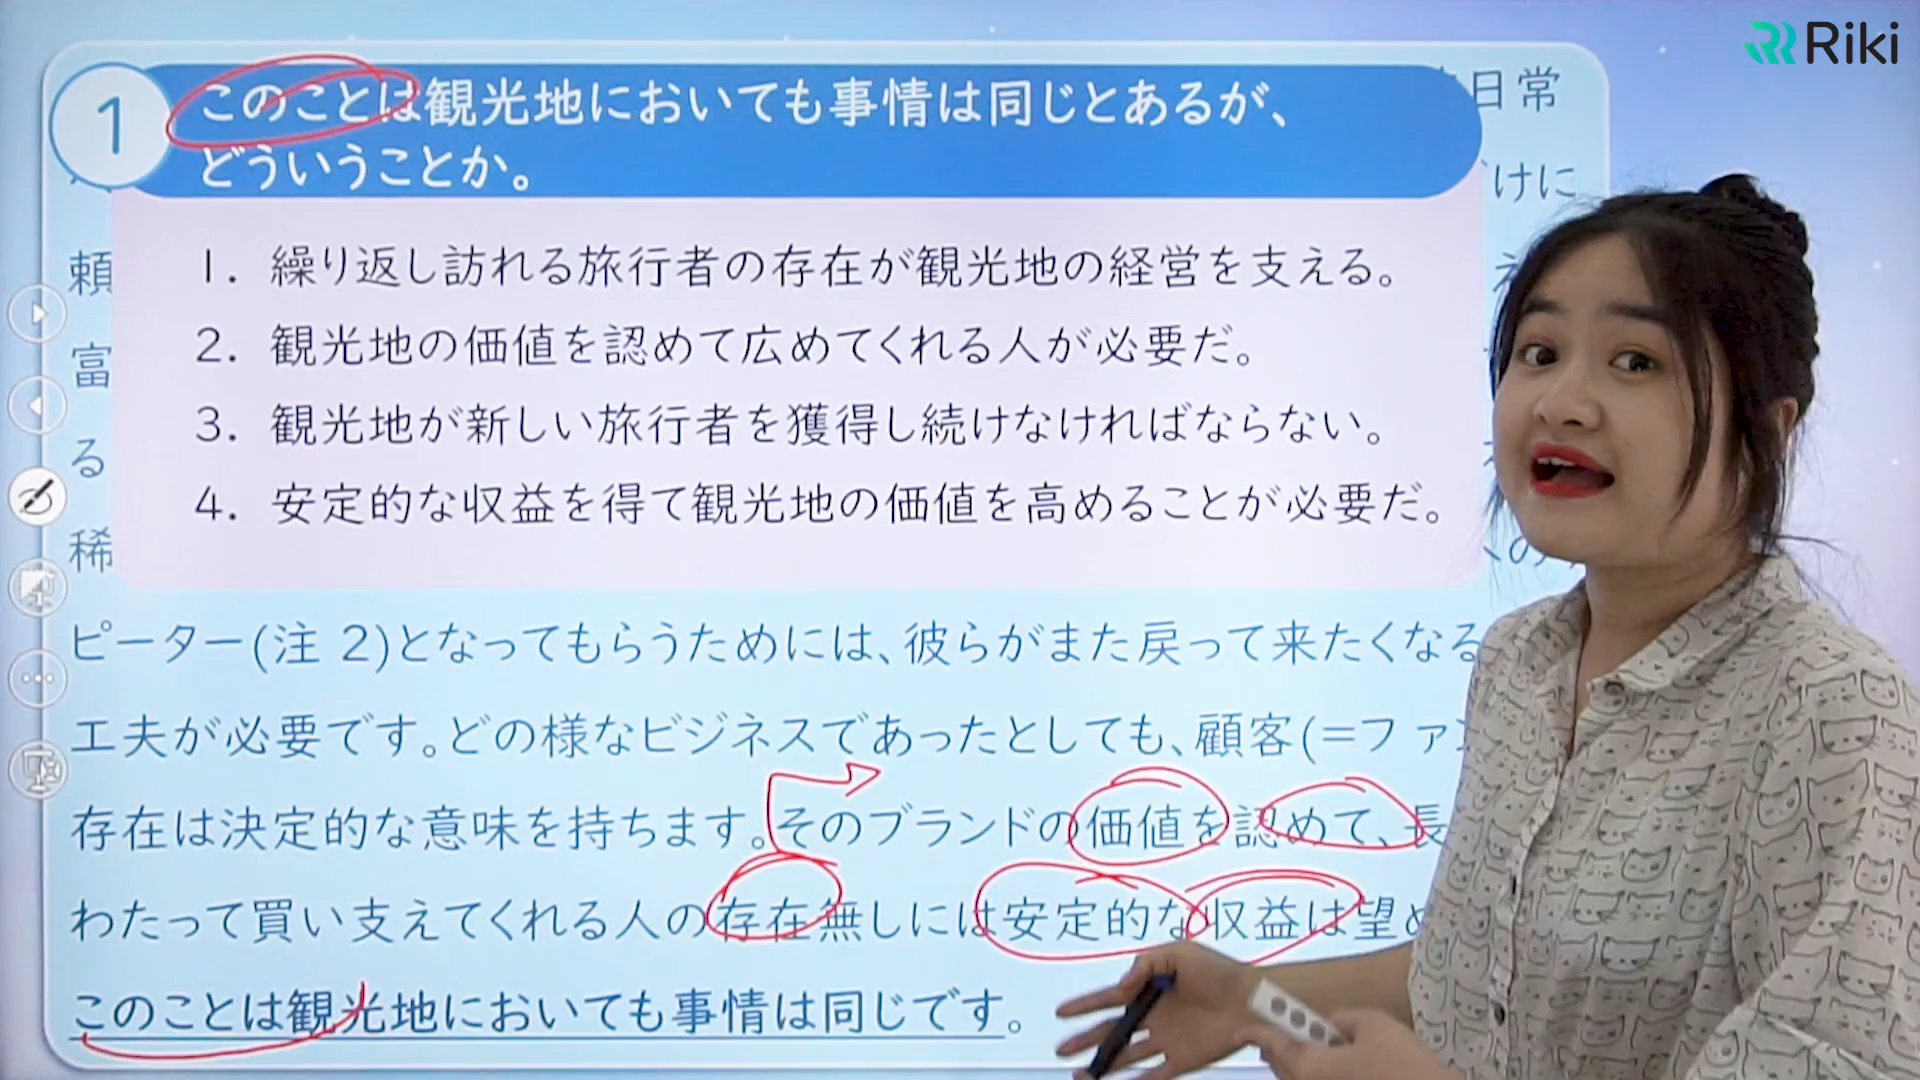 Riki
1
このことは観光地においても事情は同じとあるが、
どういうことか。
日常
けに
頼
富
る
稀
1. 繰り返し訪れる旅行者の存在が観光地の経営を支える。
2. 観光地の価値を認めて広めてくれる人が必要だ。
3. 観光地が新しい旅行者を獲得し続けなければならない。
4. 安定的な収益を得て観光地の価値を高めることが必要だ。
ピーター(注 2)となってもらうためには、彼らがまた戻って来たくなる
工夫が必要です。どの様なビジネスであったとしても、顧客(=ファ
存在は決定的な意味を持ちます。そのブランドの価値を認めて、長
わたって買い支えてくれる人の存在無しには安定的な収益は望め
このことは観光地においても事情は同じです。